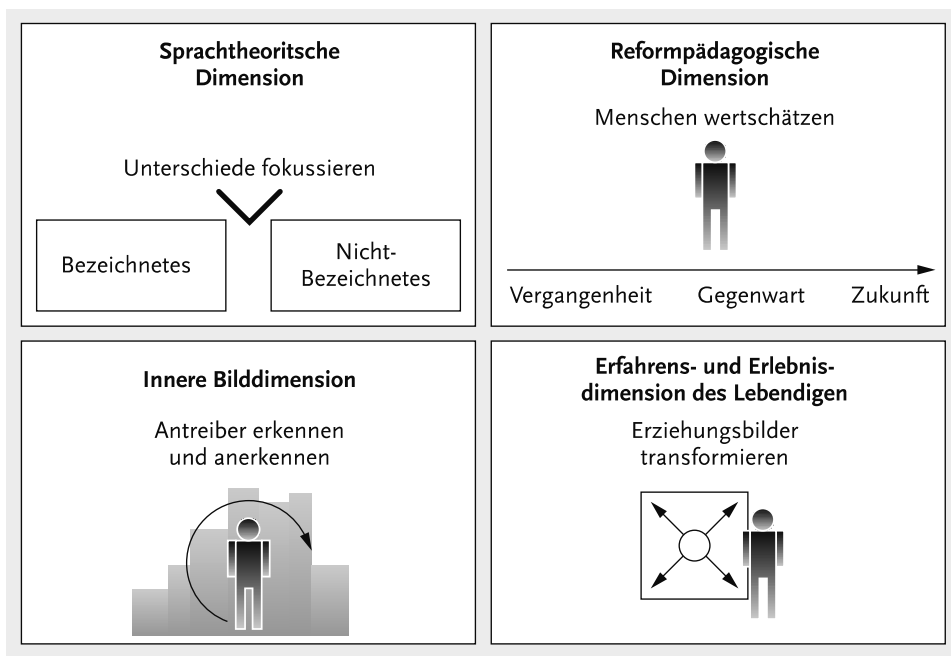 Sprachtheoritsche
Dimension
Unterschiede fokussieren
Bezeichnetes
Nicht-
Bezeichnetes
Reformpädagogische
Dimension
Menschen wertschätzen
Vergangenheit Gegenwart Zukunft
Innere Bilddimension
Antreiber erkennen
und anerkennen
Erfahrens- und Erlebnis-
dimension des Lebendigen
Erziehungsbilder
transformieren